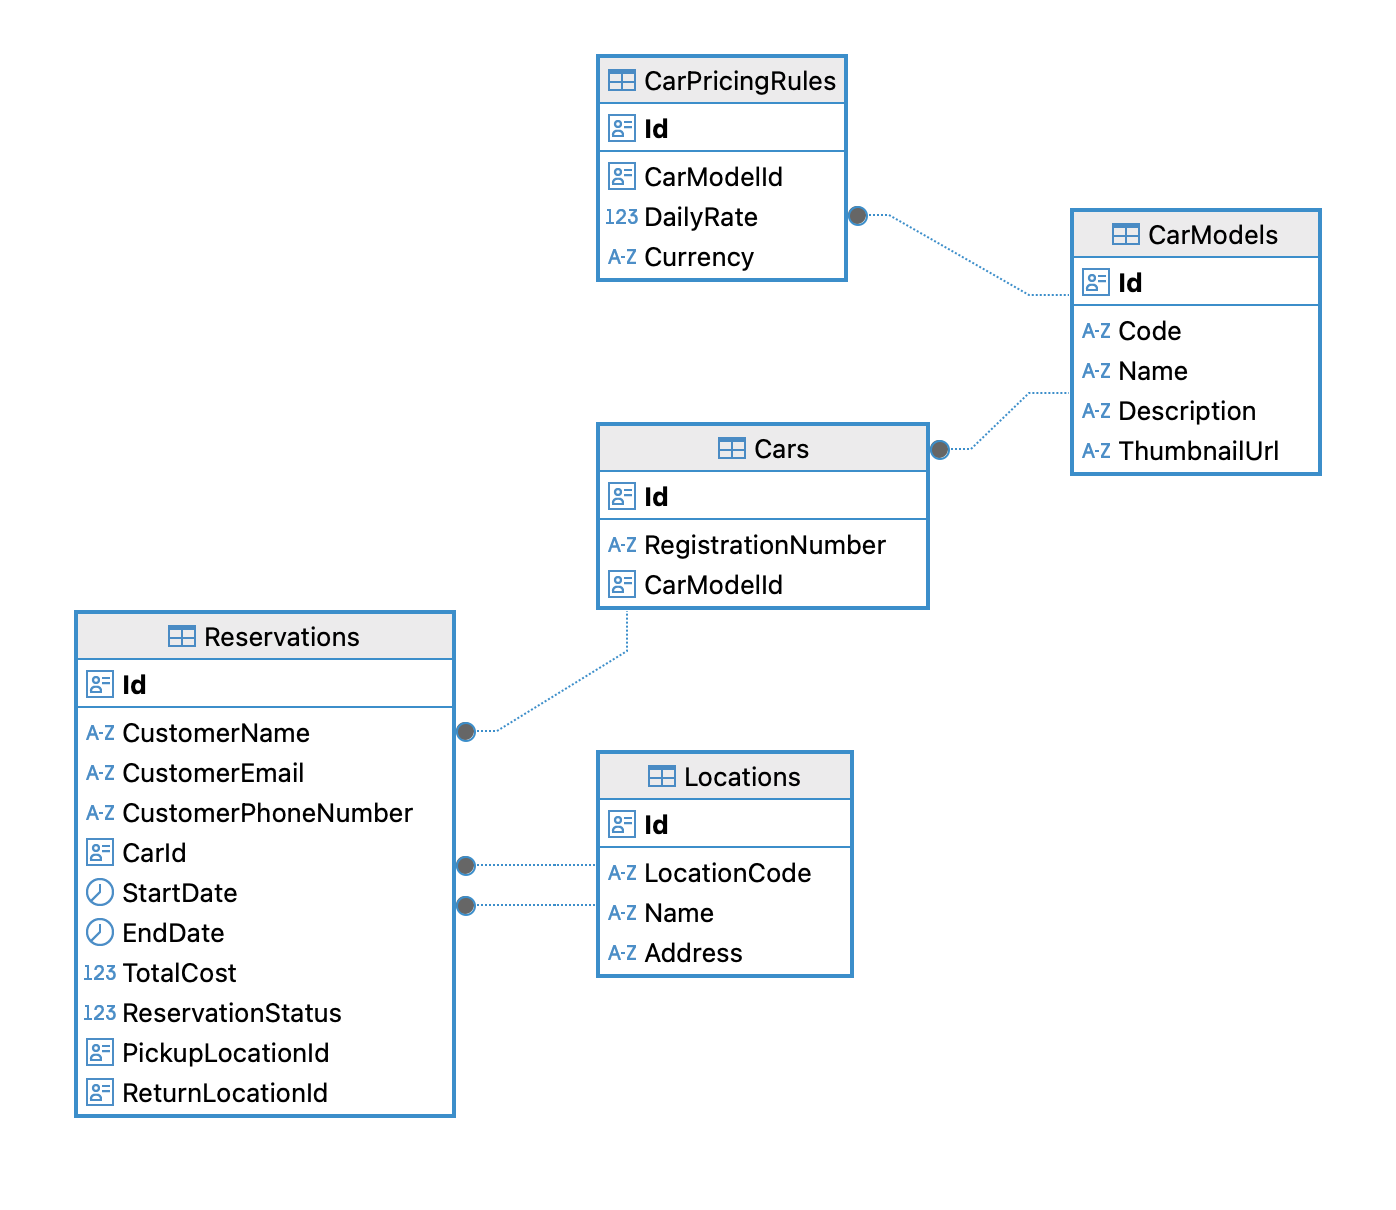 CarPricingRules
Id
CarModelId
123 DailyRate
A-Z Currency
CarModels
Id
A-Z Code
A-Z Name
A-Z Description
A-Z ThumbnailUrl
Cars
Id
A-Z RegistrationNumber
CarModelId
Reservations
Id
A-Z CustomerName
A-Z CustomerEmail
A-Z CustomerPhoneNumber
CarId
StartDate
EndDate
123 TotalCost
123 ReservationStatus
PickupLocationId
ReturnLocationId
Locations
Id
A-Z LocationCode
A-Z Name
A-Z Address